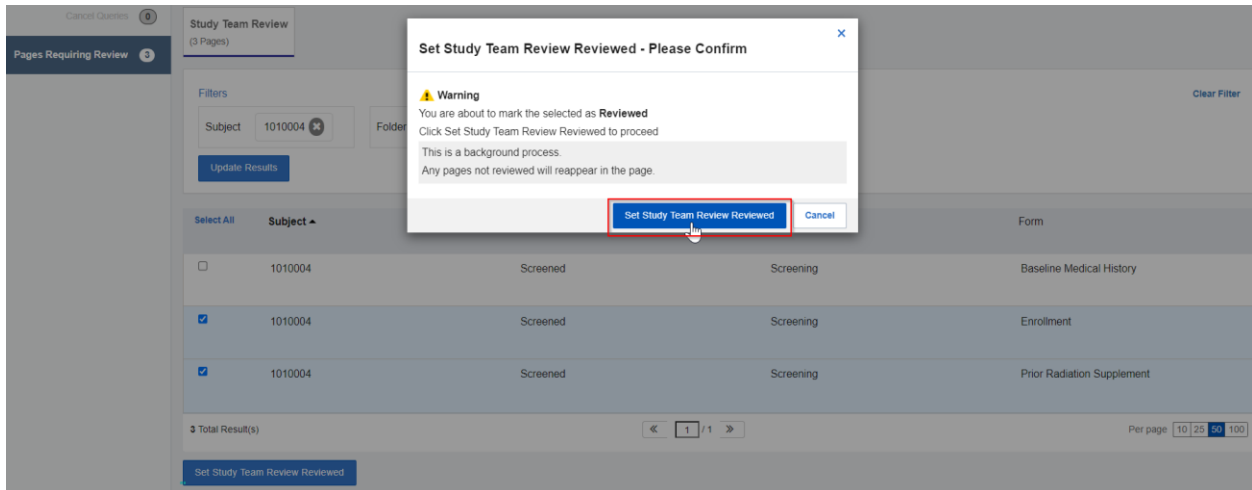 Cancel Queries 0
Pages Requiring Review 3
Study Team Review
(3 Pages)
Filters
Clear Filter
Subject 1010004
Folder
Update Results
Set Study Team Review Reviewed - Please Confirm
×
Warning
You are about to mark the selected as Reviewed
Click Set Study Team Review Reviewed to proceed
This is a background process.
Any pages not reviewed will reappear in the page.
Set Study Team Review Reviewed Cancel
Select All Subject Form
1010004 Screened Screening Baseline Medical History
1010004 Screened Screening Enrollment
1010004 Screened Screening Prior Radiation Supplement
3 Total Result(s) « 1 / 1 » Per page 10 25 50 100
Set Study Team Review Reviewed